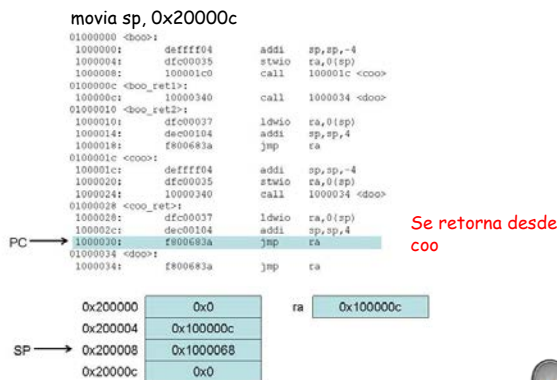 movia sp, 0x20000c
01000000 <boo>:
1000000: deffff04 addi sp,sp,-4
1000004: dfc00035 stwio ra,0(sp)
1000008: 100001c0 call 100001c <coo>
0100000c <boo_ret1>:
100000c: 10000340 call 1000034 <doo>
01000010 <boo_ret2>:
1000010: dfc00037 ldwio ra,0(sp)
1000014: dec00104 addi sp,sp,4
1000018: f800683a jmp ra
0100001c <coo>:
100001c: deffff04 addi sp,sp,-4
1000020: dfc00035 stwio ra,0(sp)
1000024: 10000340 call 1000034 <doo>
01000028 <coo_ret>:
1000028: dfc00037 ldwio ra,0(sp)
100002c: dec00104 addi sp,sp,4
PC 1000030: f800683a jmp ra
01000034 <doo>:
1000034: f800683a jmp ra
Se retorna desde
coo
0x200000 0x0 ra 0x100000c
0x200004 0x100000c
SP 0x200008 0x1000068
0x20000c 0x0